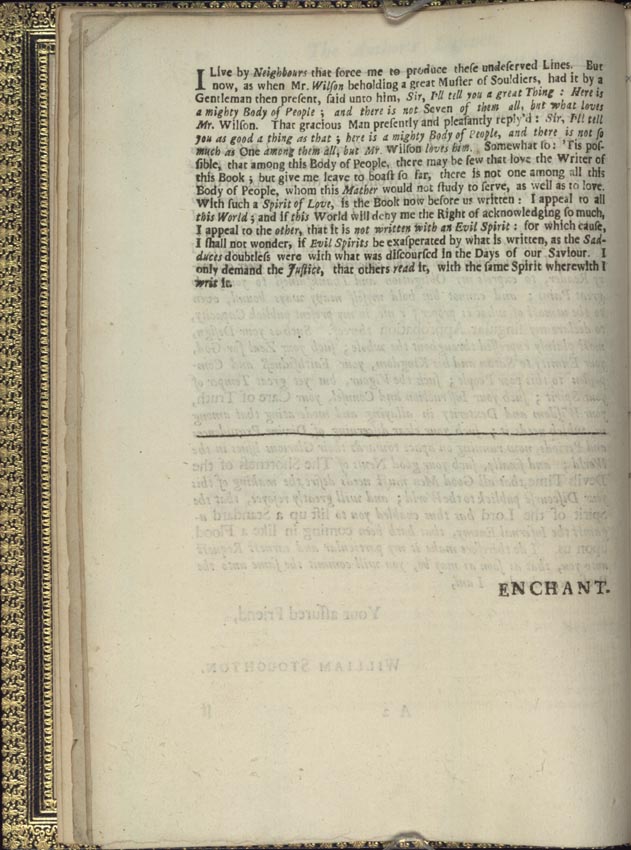 I Live by Neighbours that force me to produce these undeserved Lines. But
now, as when Mr. Wilson beholding a great Muster of Souldiers, had it by a
Gentleman then present, said unto him, Sir, I'll tell you a great Thing : Here is
a mighty Body of People ; and there is not Seven of them all, but what loves
Mr. Wilson. That gracious Man presently and pleasantly reply'd : Sir, I'll tell
you as good a thing as that ; here is a mighty Body of People, and there is not so
much as One among them all, but Mr. Wilson loves him. Somewhat so : 'Tis pos-
sible, that among this Body of People, there may be few that love the Writer of
this Book ; but give me leave to boast so far, there is not one among all this
Body of People, whom this Mather would not study to serve, as well as to love.
With such a Spirit of Love, is the Book now before us written : I appeal to all
this World ; and if this World will deny me the Right of acknowledging so much,
I appeal to the other, that it is not written with an Evil Spirit : for which cause,
I shall not wonder, if Evil Spirits be exasperated by what is written, as the Sad-
duces doubtless were with what was discoursed in the Days of our Saviour. I
only demand the Justice, that others read it, with the same Spirit wherewith I
writ it.
ENCHANT.